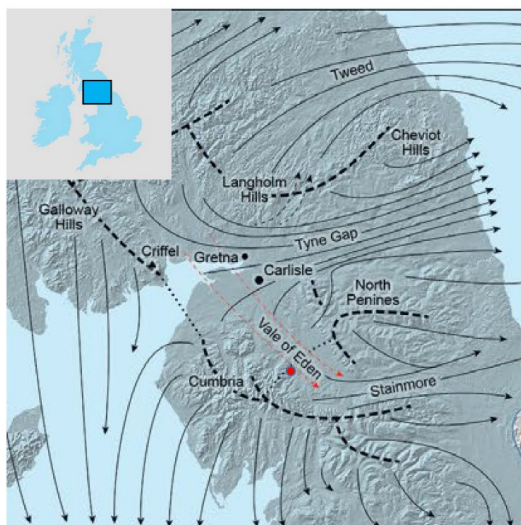 Tweed
Cheviot
Hills
Langholm
Hills
Galloway
Hills
Criffel
Gretna
Tyne Gap
Carlisle
North
Penines
Vale of Eden
Cumbria
Stainmore